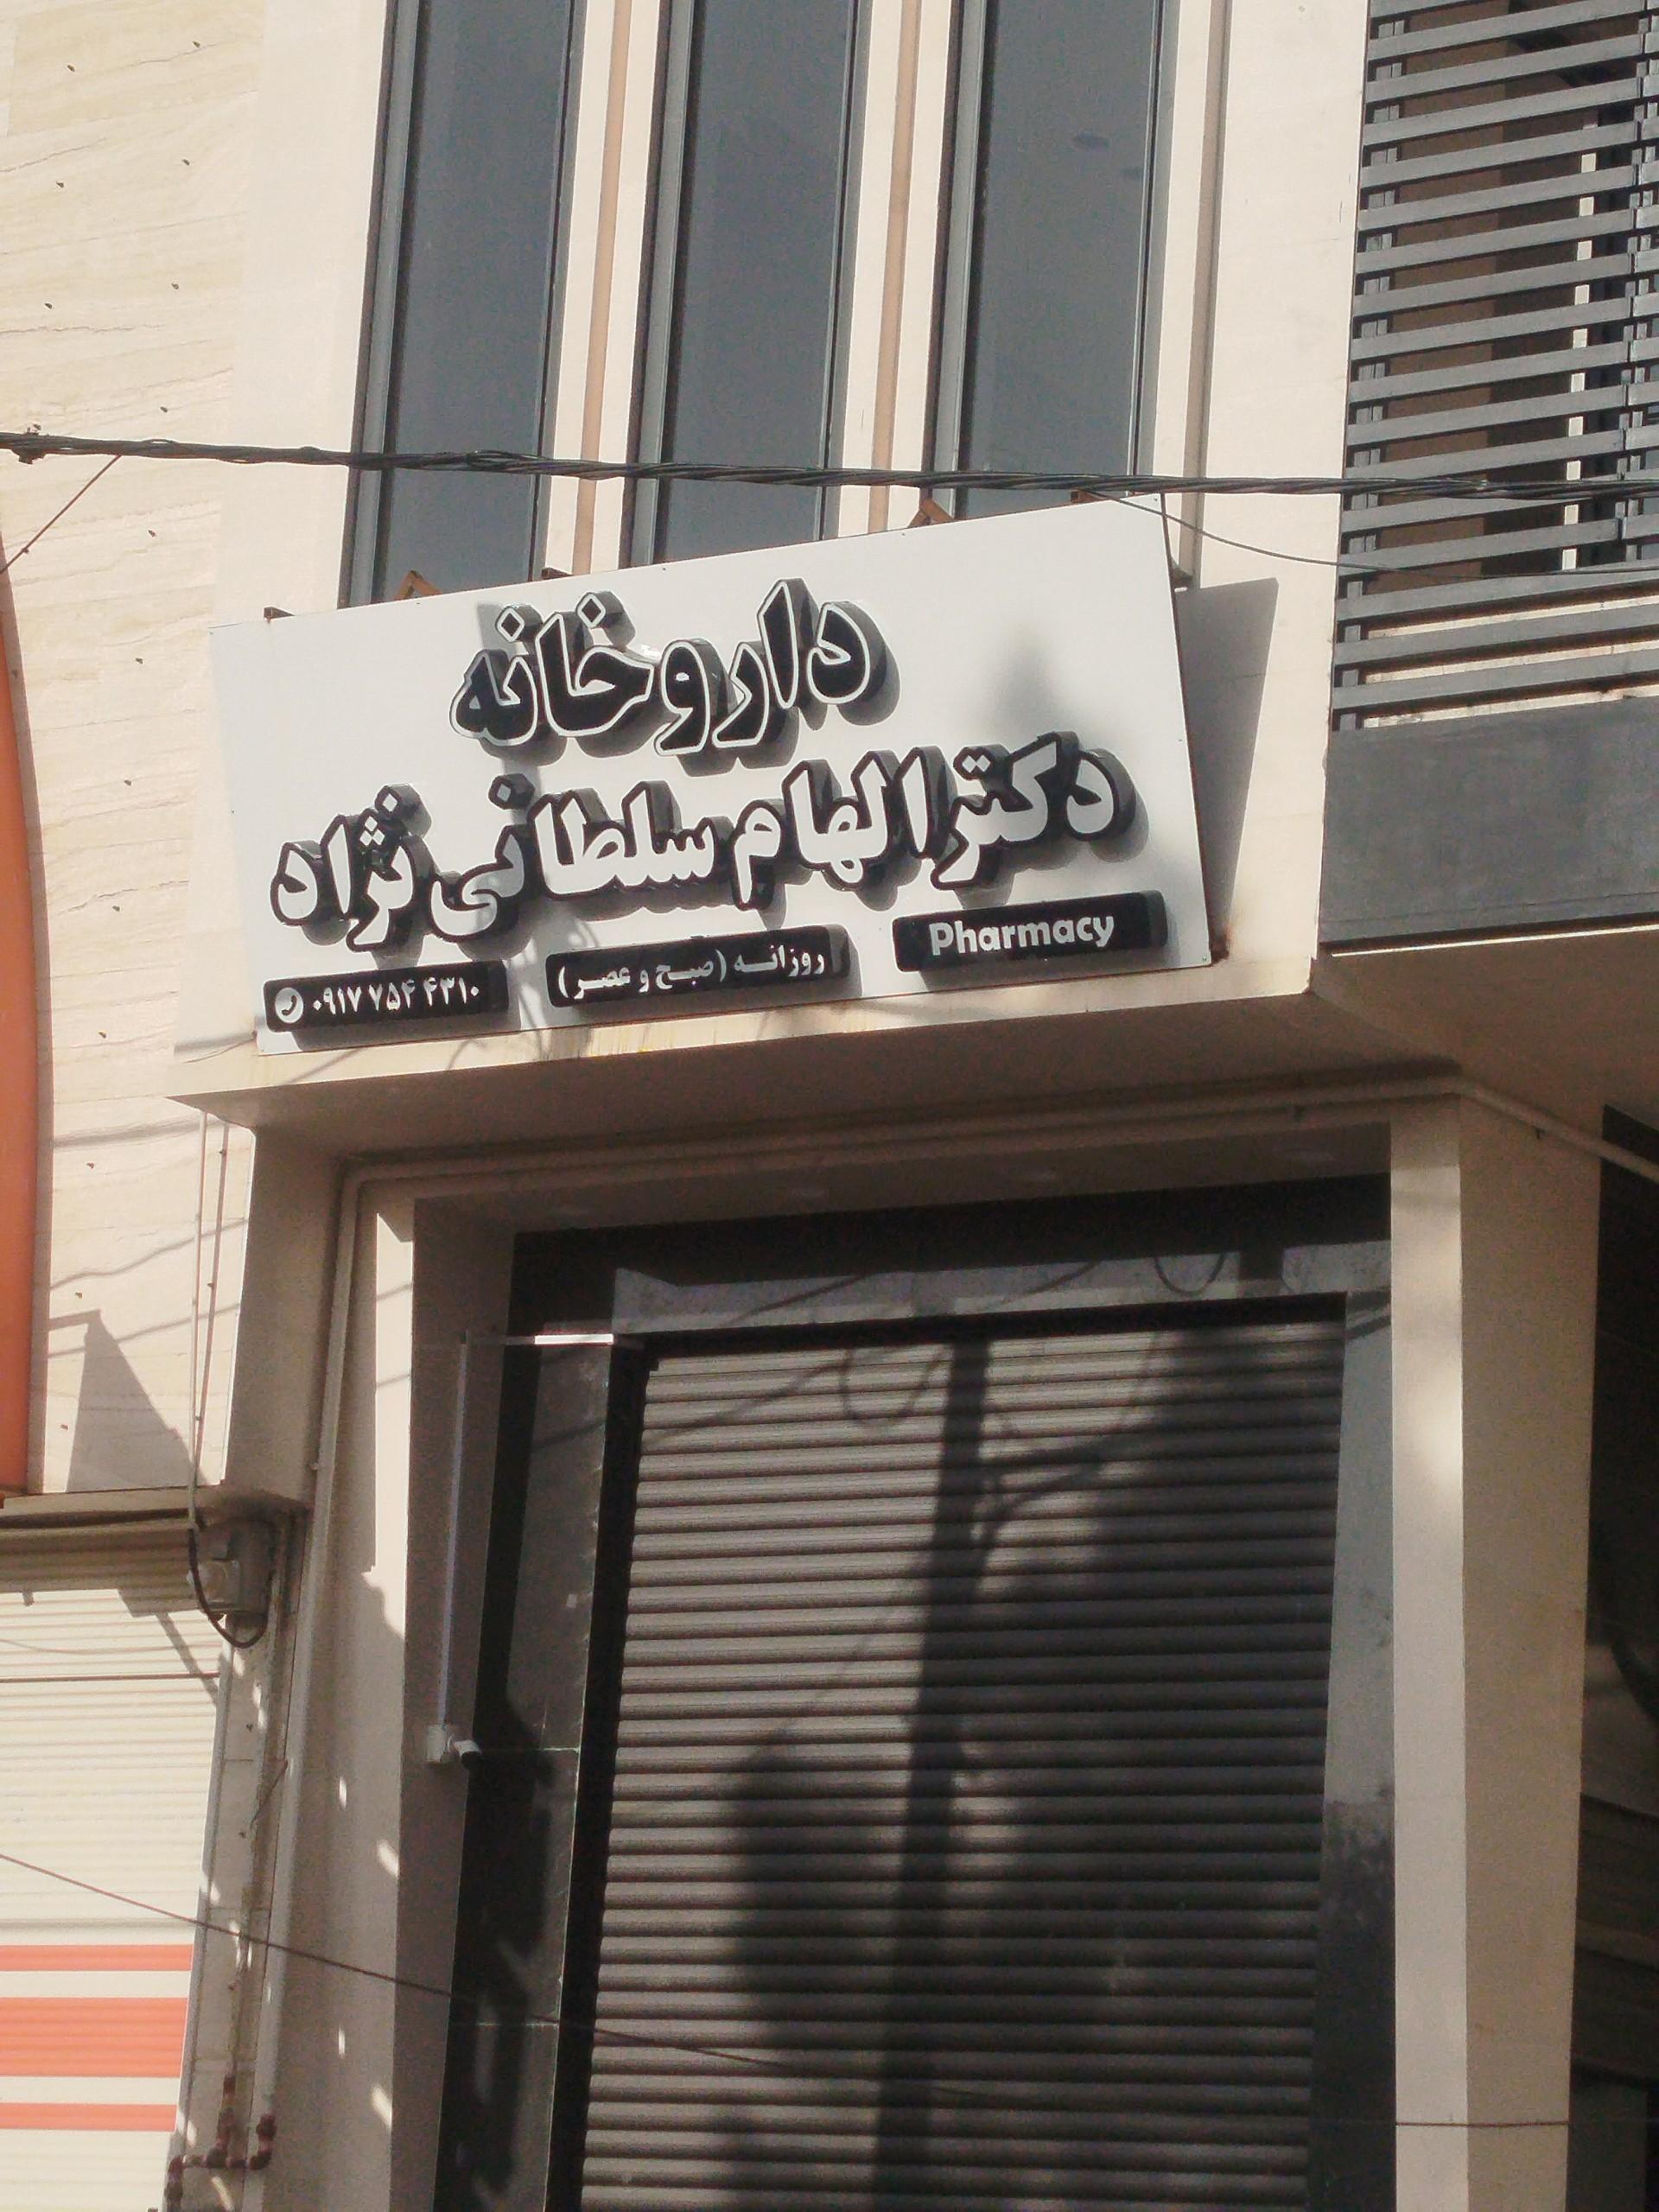 داروخانه
دکتر الهام سلطانی نژاد
Pharmacy
روزانه (صبح و عصر)
۰۹۱۷ ۷۵۴ ۴۳۱۰